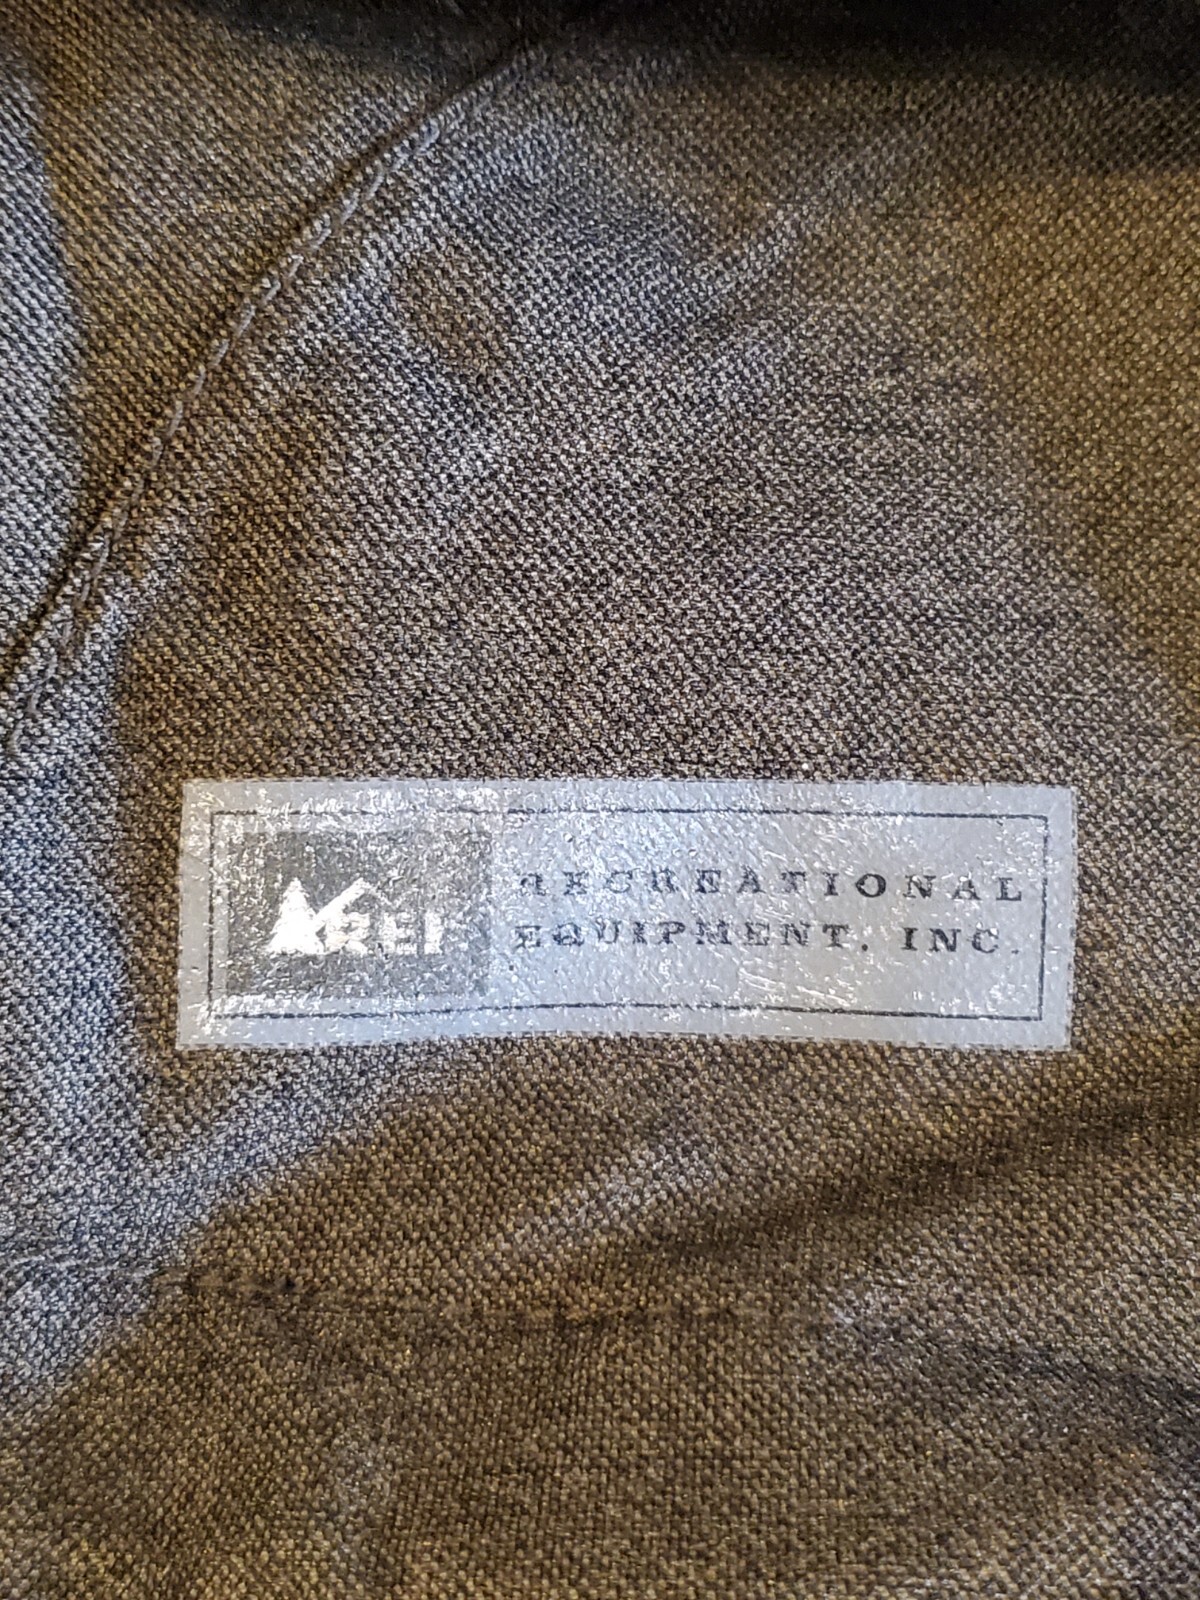 REI
RECREATIONAL
EQUIPMENT, INC.